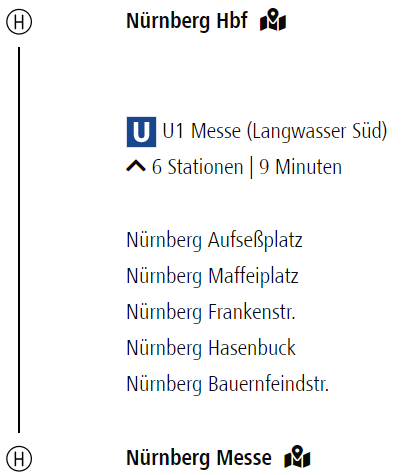 H Nürnberg Hbf
U U1 Messe (Langwasser Süd)
6 Stationen | 9 Minuten
Nürnberg Aufseßplatz
Nürnberg Maffeiplatz
Nürnberg Frankenstr.
Nürnberg Hasenbuck
Nürnberg Bauernfeindstr.
H Nürnberg Messe